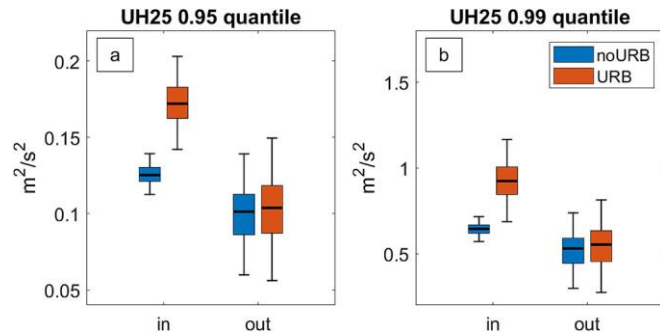 UH25 0.95 quantile
UH25 0.99 quantile
a
b
noURB
URB
m²/s²
0.2
0.15
0.1
0.05
in
out
m²/s²
1.5
1
0.5
in
out